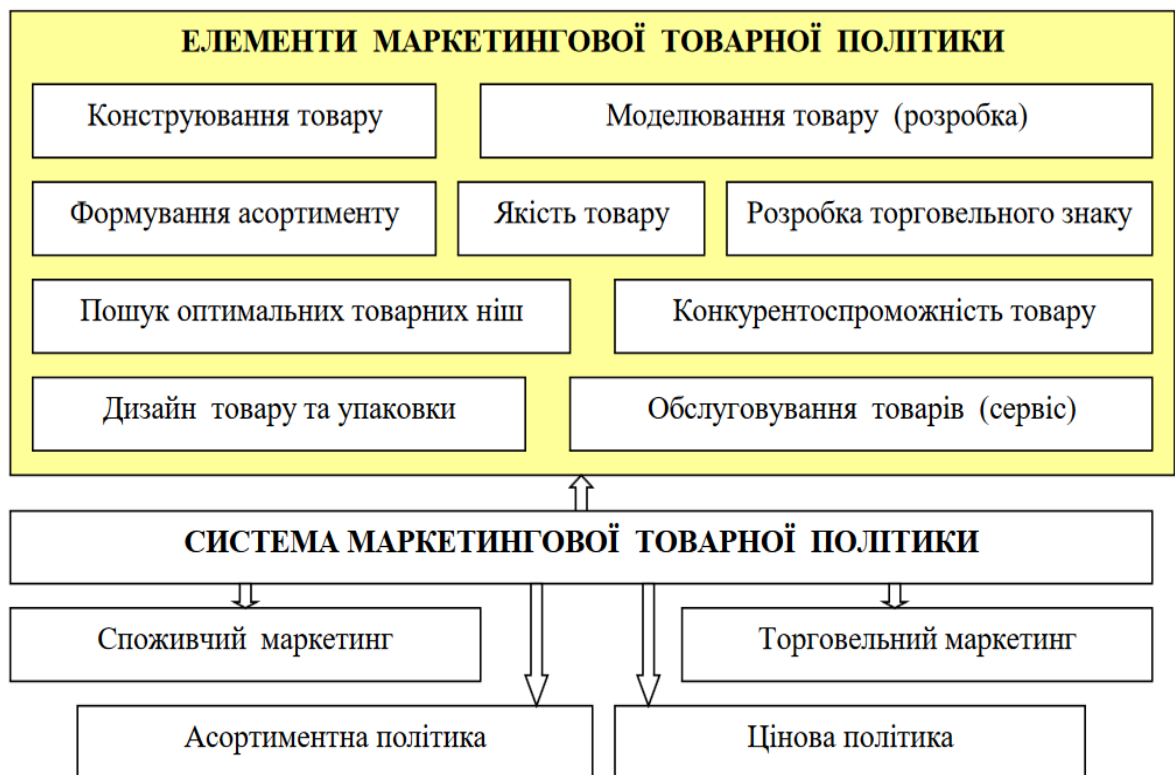 ЕЛЕМЕНТИ МАРКЕТИНГОВОЇ ТОВАРНОЇ ПОЛІТИКИ
Конструювання товару
Моделювання товару (розробка)
Формування асортименту
Якість товару
Розробка торговельного знаку
Пошук оптимальних товарних ніш
Конкурентоспроможність товару
Дизайн товару та упаковки
Обслуговування товарів (сервіс)
СИСТЕМА МАРКЕТИНГОВОЇ ТОВАРНОЇ ПОЛІТИКИ
Споживчий маркетинг
Торговельний маркетинг
Асортиментна політика
Цінова політика